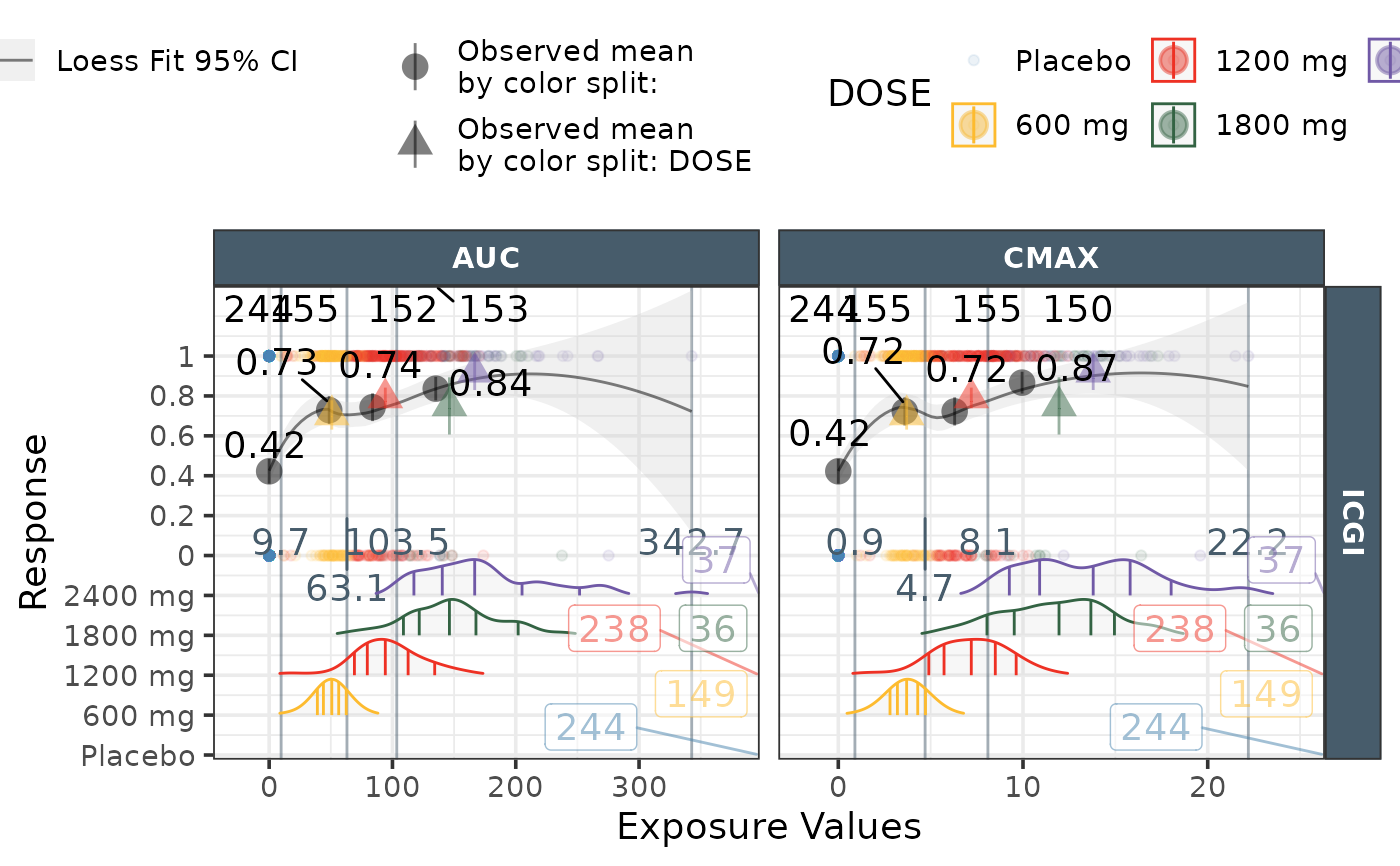 Loess Fit 95% CI
Observed mean
by color split:
Observed mean
by color split: DOSE
DOSE
Placebo
1200 mg
600 mg
1800 mg
AUC
CMAX
244
155
152
153
244
155
155
150
0.73
0.74
0.84
0.42
0.72
0.72
0.87
0.42
9.7
103.5
342.7
63.1
0.9
8.1
22.2
4.7
37
238
36
149
244
37
238
36
149
244
1
0.8
0.6
0.4
0.2
0
2400 mg
1800 mg
1200 mg
600 mg
Placebo
Response
ICGI
0
100
200
300
0
10
20
Exposure Values